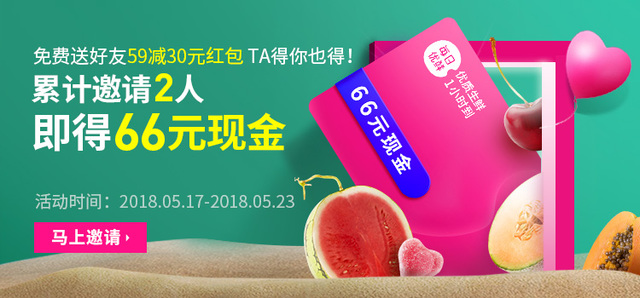 免费送好友59减30元红包 TA得你也得！
累计邀请2人
即得66元现金
活动时间：2018.05.17-2018.05.23
马上邀请
每日
优鲜
优质生鲜
1小时到
66元现金